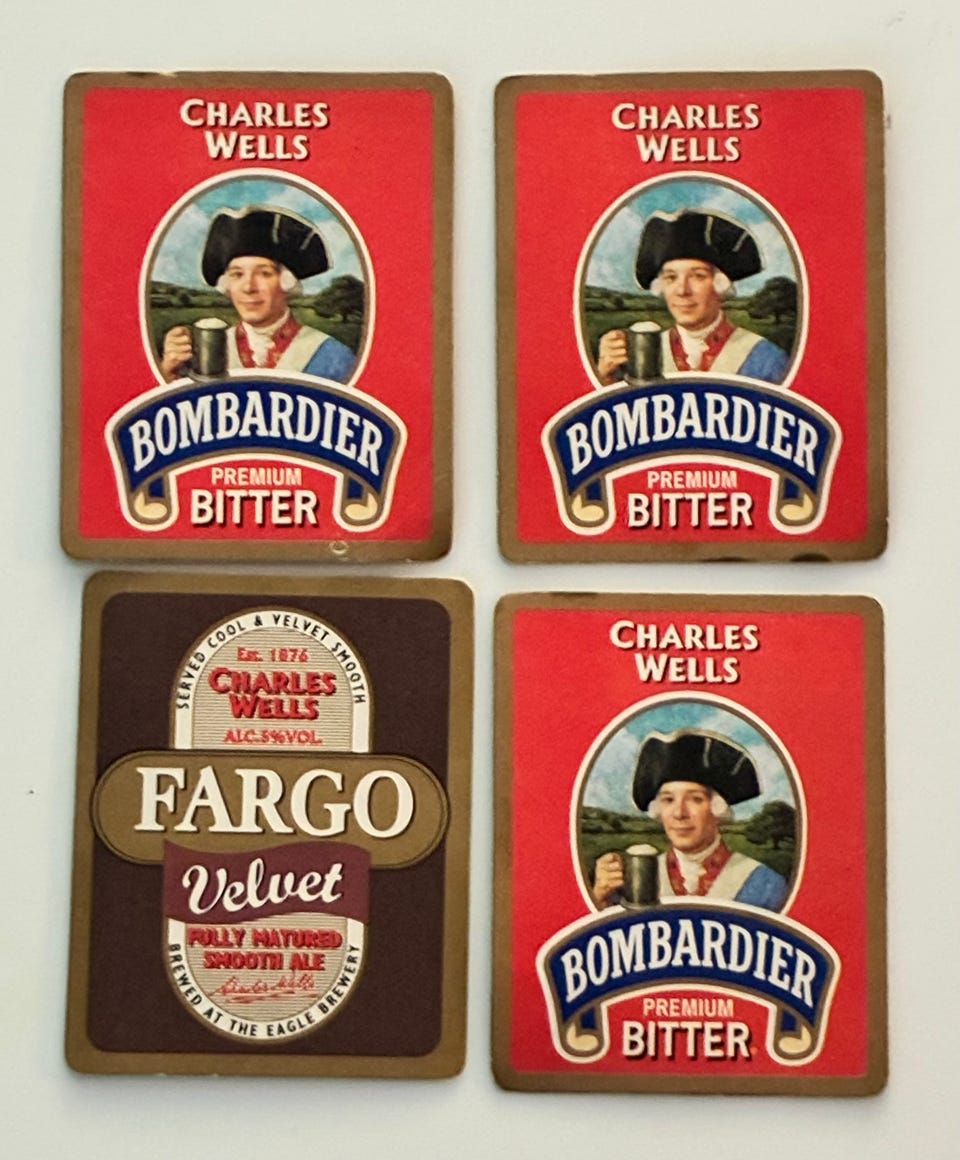 CHARLES
WELLS
BOMBARDIER
PREMIUM
BITTER
CHARLES
WELLS
BOMBARDIER
PREMIUM
BITTER
SERVED COOL & VELVET SMOOTH
Est. 1876
CHARLES
WELLS
ALC.5%VOL.
FARGO
Velvet
FULLY MATURED
SMOOTH ALE
BREWED AT THE EAGLE BREWERY
CHARLES
WELLS
BOMBARDIER
PREMIUM
BITTER